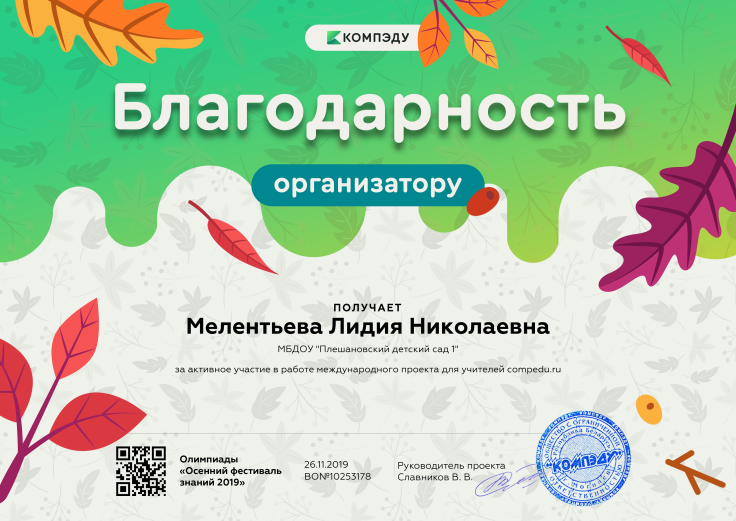 КОМПЭДУ
Благодарность
организатору
ПОЛУЧАЕТ
Мелентьева Лидия Николаевна
МБДОУ "Плешановский детский сад 1"
за активное участие в работе международного проекта для учителей compedu.ru
Олимпиады
«Осенний фестиваль
знаний 2019»
26.11.2019
BON№10253178
Руководитель проекта
Славников В. В.
"КОМПЭДУ"